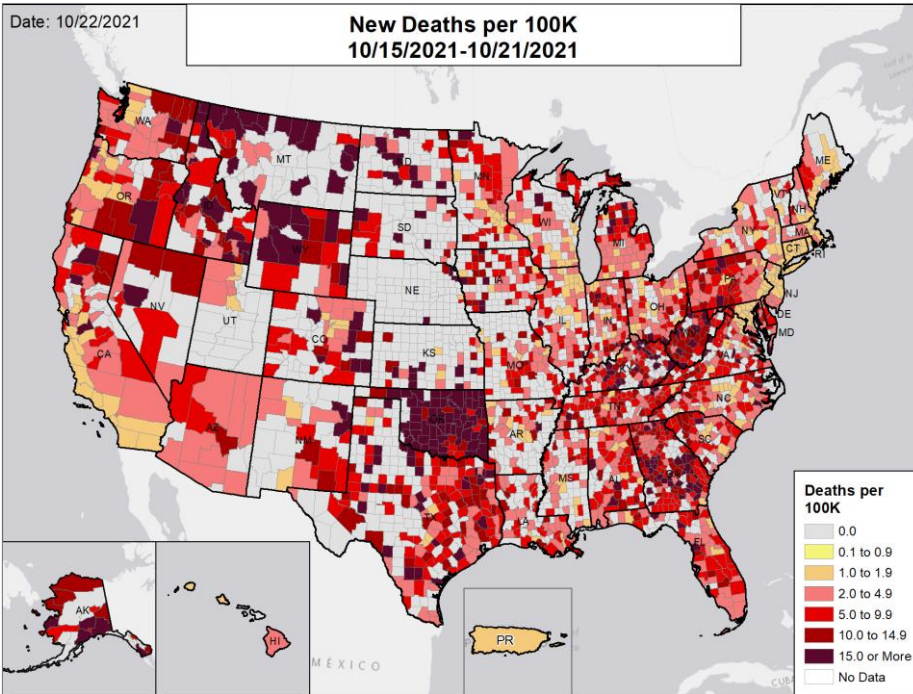 Date: 10/22/2021
New Deaths per 100K
10/15/2021-10/21/2021
WA
MT
ND
MN
ME
OR
ID
SD
WI
MI
VT
NH
NY
MA
CT
RI
WY
IA
PA
NJ
NE
NV
UT
CO
IL
IN
OH
DE
MD
WV
VA
CA
KS
MO
KY
AZ
NM
OK
AR
TN
NC
SC
MS
AL
GA
TX
LA
FL
AK
HI
PR
MÉXICO
CUBA
Deaths per
100K
0.0
0.1 to 0.9
1.0 to 1.9
2.0 to 4.9
5.0 to 9.9
10.0 to 14.9
15.0 or More
No Data